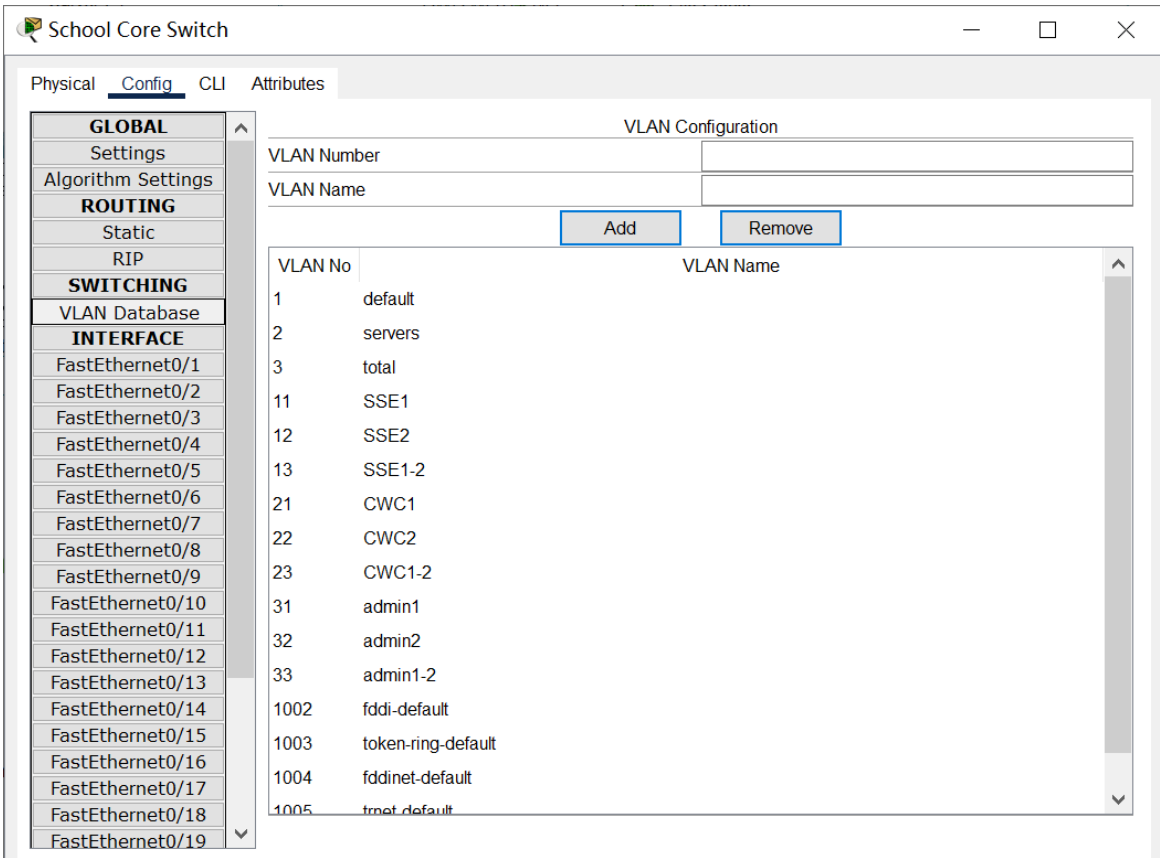 School Core Switch
Physical Config CLI Attributes
GLOBAL
Settings
Algorithm Settings
ROUTING
Static
RIP
SWITCHING
VLAN Database
INTERFACE
FastEthernet0/1
FastEthernet0/2
FastEthernet0/3
FastEthernet0/4
FastEthernet0/5
FastEthernet0/6
FastEthernet0/7
FastEthernet0/8
FastEthernet0/9
FastEthernet0/10
FastEthernet0/11
FastEthernet0/12
FastEthernet0/13
FastEthernet0/14
FastEthernet0/15
FastEthernet0/16
FastEthernet0/17
FastEthernet0/18
FastEthernet0/19
VLAN Configuration
VLAN Number
VLAN Name
Add Remove
VLAN No VLAN Name
1 default
2 servers
3 total
11 SSE1
12 SSE2
13 SSE1-2
21 CWC1
22 CWC2
23 CWC1-2
31 admin1
32 admin2
33 admin1-2
1002 fddi-default
1003 token-ring-default
1004 fddinet-default
1005 trnet-default